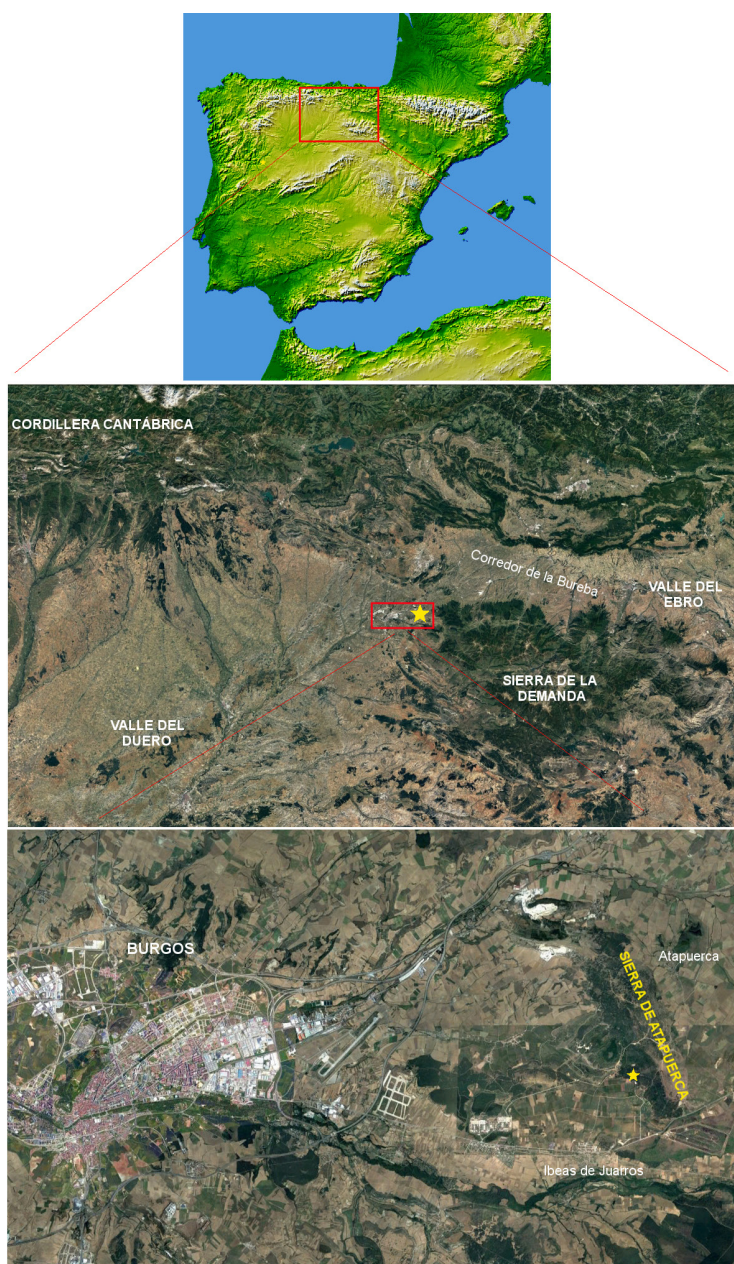 CORDILLERA CANTÁBRICA
Corredor de la Bureba
VALLE DEL
EBRO
SIERRA DE LA
DEMANDA
VALLE DEL
DUERO
BURGOS
Atapuerca
SIERRA DE ATAPUERCA
Ibeas de Juarros